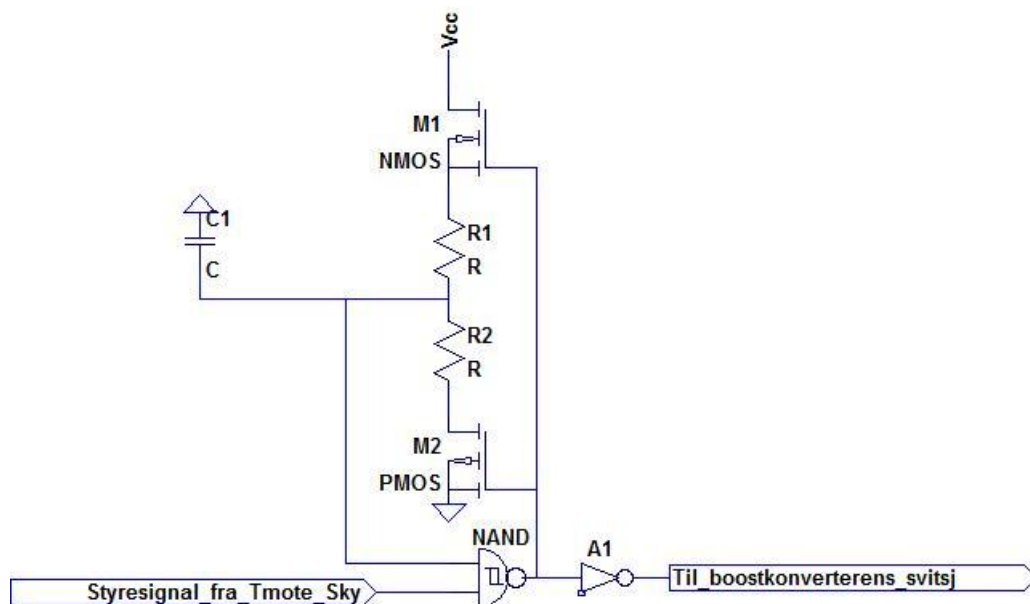 Vcc
M1
NMOS
C1
C
R1
R
R2
R
M2
PMOS
NAND
A1
Styresignal_fra_Tmote_Sky
Til_boostkonverterens_svitsj